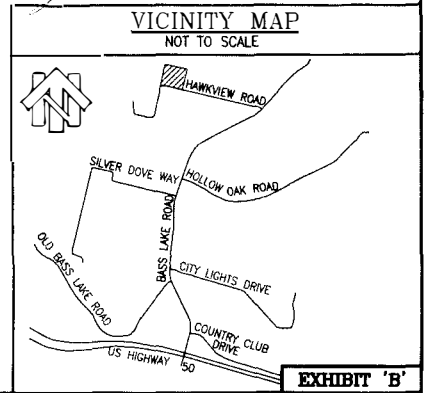 VICINITY MAP
NOT TO SCALE
HAWKVIEW ROAD
SILVER DOVE WAY
HOLLOW OAK ROAD
BASS LAKE ROAD
OLD BASS LAKE ROAD
CITY LIGHTS DRIVE
COUNTRY CLUB
DRIVE
US HIGHWAY 50
EXHIBIT 'B'